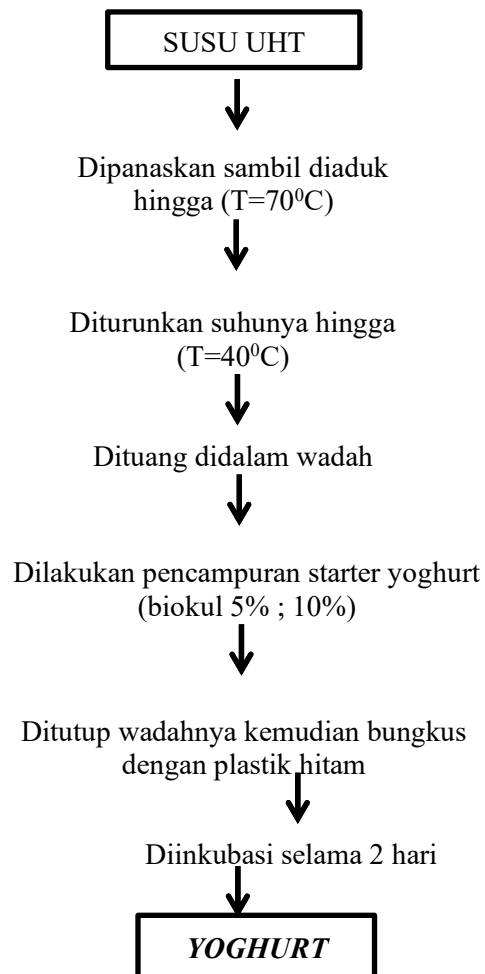 SUSU UHT
Dipanaskan sambil diaduk
hingga (T=70⁰C)
Diturunkan suhunya hingga
(T=40⁰C)
Dituang didalam wadah
Dilakukan pencampuran starter yoghurt
(biokul 5% ; 10%)
Ditutup wadahnya kemudian bungkus
dengan plastik hitam
Diinkubasi selama 2 hari
YOGHURT